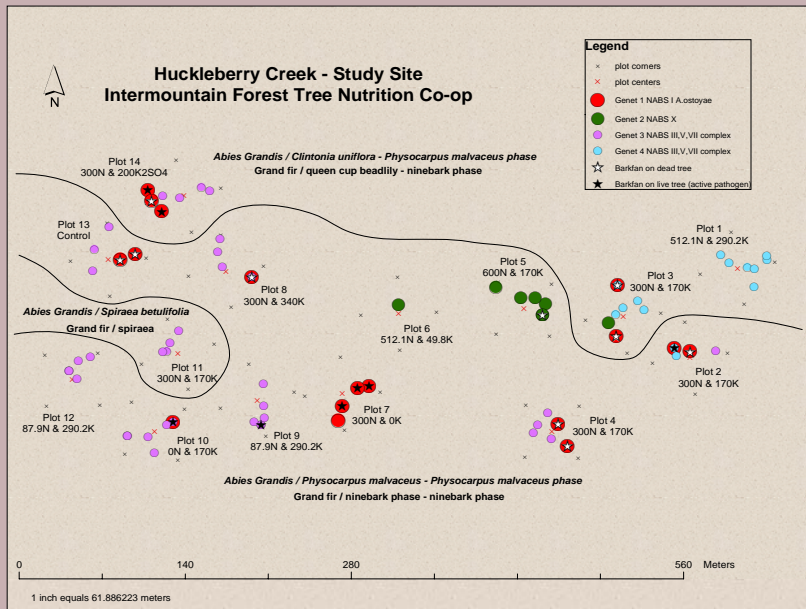 Huckleberry Creek - Study Site
Intermountain Forest Tree Nutrition Co-op
N
Legend
plot corners
plot centers
Genet 1 NABS I A.ostoyae
Genet 2 NABS X
Genet 3 NABS III,V,VII complex
Genet 4 NABS III,V,VII complex
Barkfan on dead tree
Barkfan on live tree (active pathogen)
Abies Grandis / Clintonia uniflora - Physocarpus malvaceus phase
Grand fir / queen cup beadlily - ninebark phase
Plot 14
300N & 200K2SO4
Plot 13
Control
Plot 8
300N & 340K
Plot 5
600N & 170K
Plot 3
300N & 170K
Plot 1
512.1N & 290.2K
Abies Grandis / Spiraea betulifolia
Grand fir / spiraea
Plot 6
512.1N & 49.8K
Plot 11
300N & 170K
Plot 2
300N & 170K
Plot 12
87.9N & 290.2K
Plot 10
0N & 170K
Plot 9
87.9N & 290.2K
Plot 7
300N & 0K
Plot 4
300N & 170K
Abies Grandis / Physocarpus malvaceus - Physocarpus malvaceus phase
Grand fir / ninebark phase - ninebark phase
0 140 280 560 Meters
1 inch equals 61.886223 meters